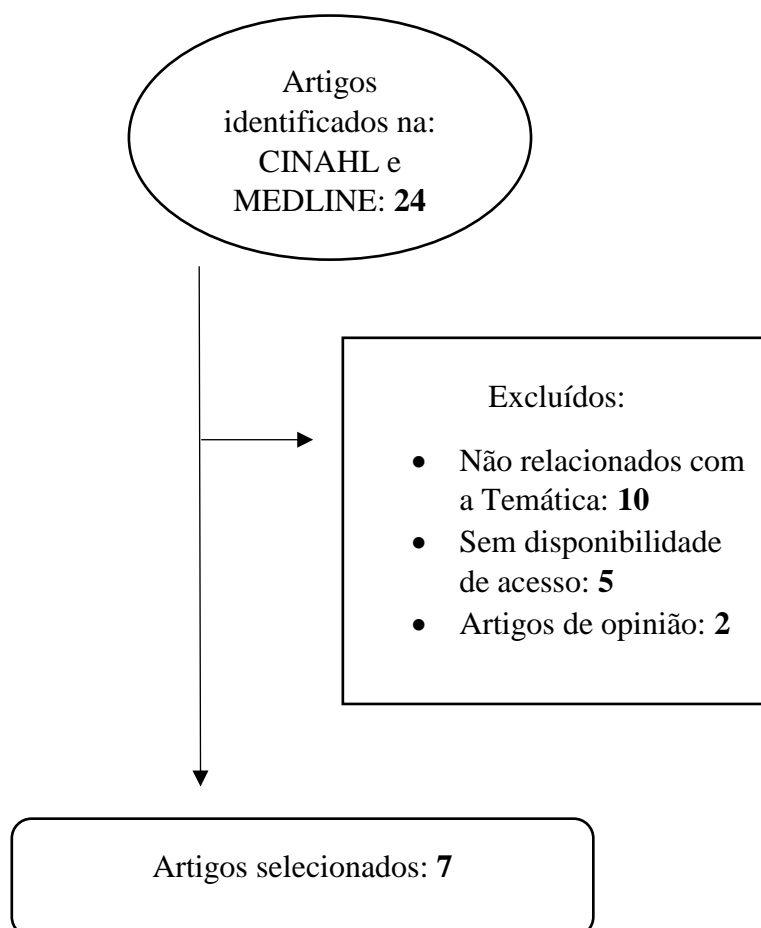 Artigos
identificados na:
CINAHL e
MEDLINE: 24
Excluídos:
• Não relacionados com
a Temática: 10
• Sem disponibilidade
de acesso: 5
• Artigos de opinião: 2
Artigos selecionados: 7